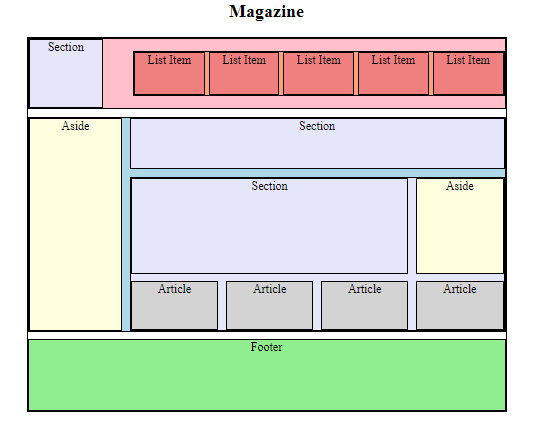 Magazine
Section
List Item
List Item
List Item
List Item
List Item
Aside
Section
Section
Aside
Article
Article
Article
Article
Footer